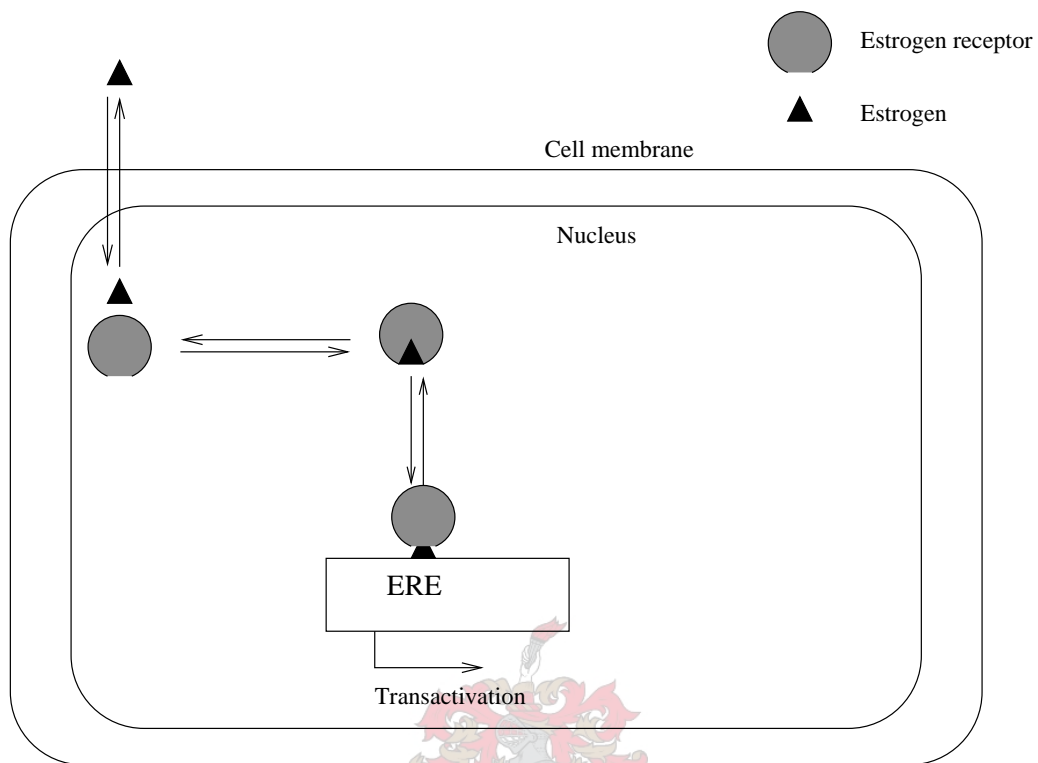 Estrogen receptor
Estrogen
Cell membrane
Nucleus
ERE
Transactivation